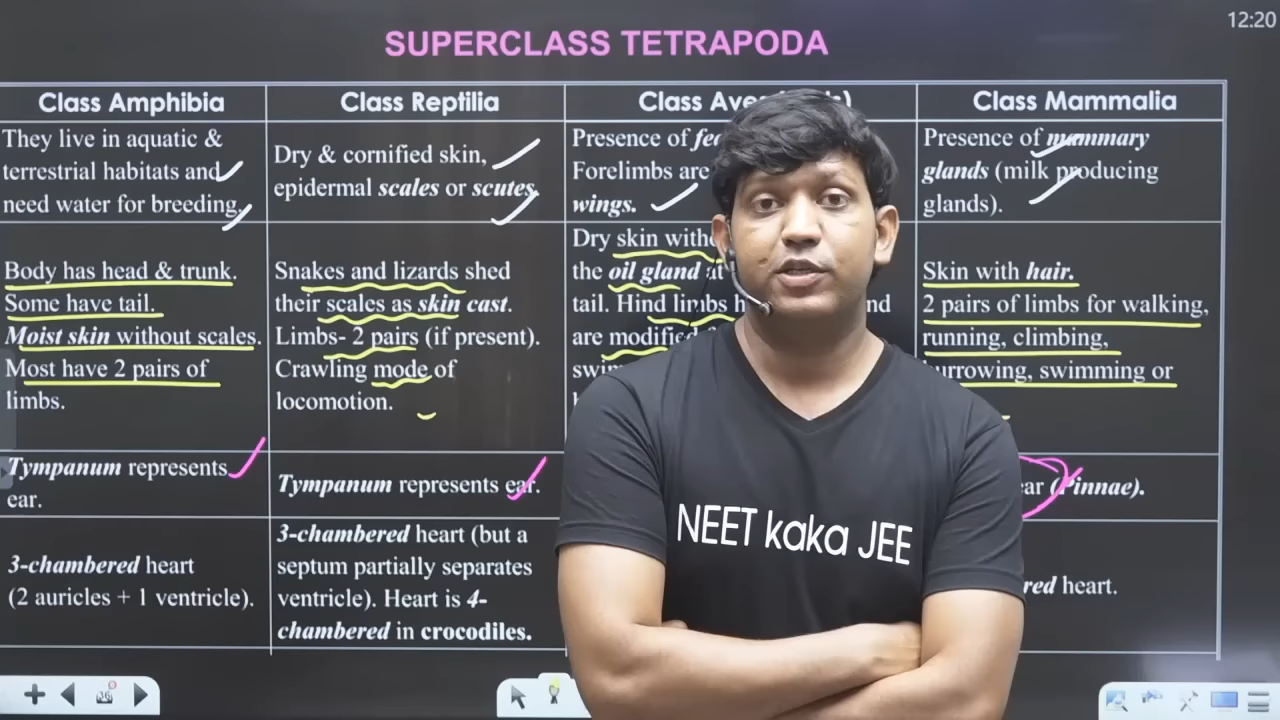 12:20
SUPERCLASS TETRAPODA
Class Amphibia
Class Reptilia
Class
Class Mammalia
They live in aquatic &
terrestrial habitats and
need water for breeding.
Dry & cornified skin,
epidermal scales or scutes.
Presence of
Forelimbs are
wings.
Presence of mammary
glands (milk producing
glands).
Body has head & trunk.
Some have tail.
Moist skin without scales.
Most have 2 pairs of
limbs.
Snakes and lizards shed
their scales as skin cast.
Limbs- 2 pairs (if present).
Crawling mode of
locomotion.
Dry skin
the oil gland at
tail. Hind limbs
are
Skin with hair.
2 pairs of limbs for walking,
running, climbing,
burrowing, swimming or
Tympanum represents
ear.
Tympanum represents ear.
ear (Pinnae).
3-chambered heart
(2 auricles + 1 ventricle).
3-chambered heart (but a
septum partially separates
ventricle). Heart is 4-
chambered in crocodiles.
heart.
NEET kaka JEE